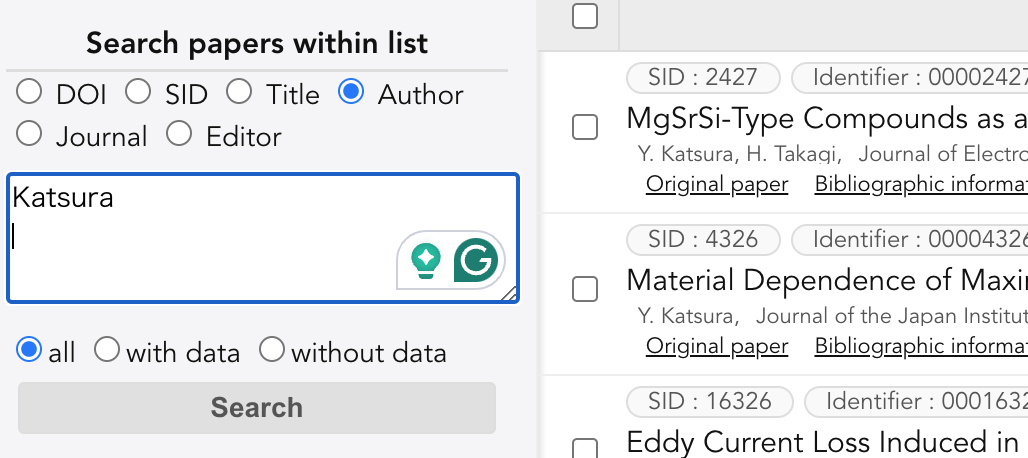 Search papers within list
DOI SID Title Author
Journal Editor
Katsura
all with data without data
Search
SID : 2427 Identifier : 00002427
MgSrSi-Type Compounds as a
Y. Katsura, H. Takagi, Journal of Electro
Original paper Bibliographic informat
SID : 4326 Identifier : 00004326
Material Dependence of Maxi
Y. Katsura, Journal of the Japan Institut
Original paper Bibliographic informat
SID : 16326 Identifier : 0001632
Eddy Current Loss Induced in